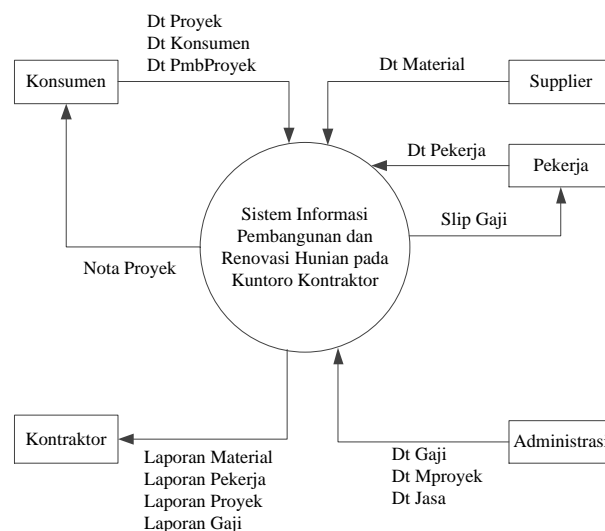 Dt Proyek
Dt Konsumen
Dt PmbProyek
Konsumen
Dt Material
Supplier
Dt Pekerja
Pekerja
Sistem Informasi
Pembangunan dan
Renovasi Hunian pada
Kuntoro Kontraktor
Slip Gaji
Nota Proyek
Kontraktor
Laporan Material
Laporan Pekerja
Laporan Proyek
Laporan Gaji
Dt Gaji
Dt Mproyek
Dt Jasa
Administrasi